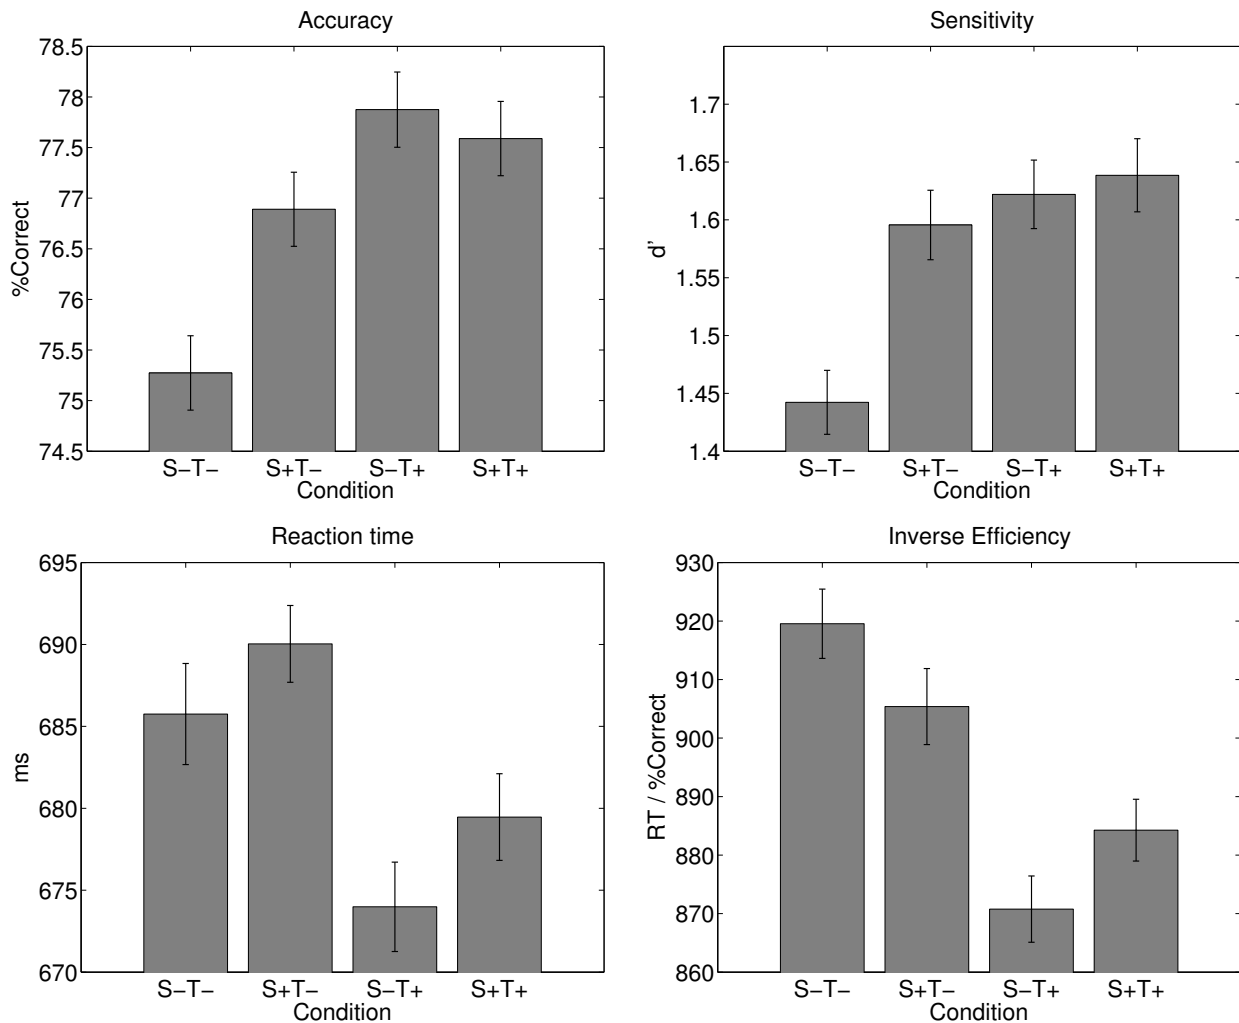 Accuracy
78.5
78
77.5
77
76.5
76
75.5
75
74.5
%Correct
S−T− S+T− S−T+ S+T+
Condition
Sensitivity
1.7
1.65
1.6
1.55
1.5
1.45
1.4
d'
S−T− S+T− S−T+ S+T+
Condition
Reaction time
695
690
685
680
675
670
ms
S−T− S+T− S−T+ S+T+
Condition
Inverse Efficiency
930
920
910
900
890
880
870
860
RT / %Correct
S−T− S+T− S−T+ S+T+
Condition